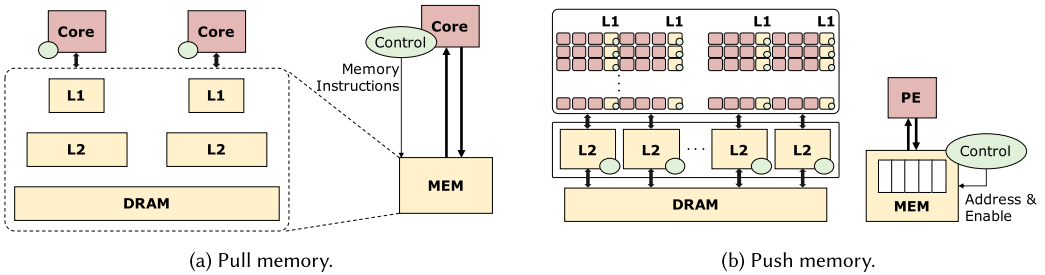 Core
Core
L1
L1
L2
L2
DRAM
Core
Control
Memory
Instructions
MEM
(a) Pull memory.
L1
L1
L1
L2
L2
L2
L2
DRAM
PE
Control
MEM
Address &
Enable
(b) Push memory.